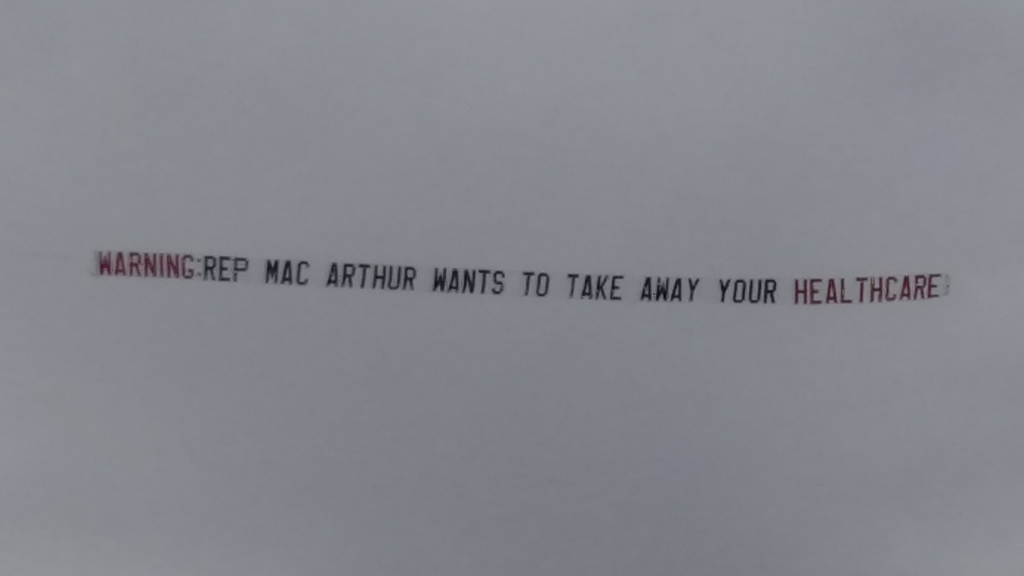 WARNING:REP MAC ARTHUR WANTS TO TAKE AWAY YOUR HEALTHCARE